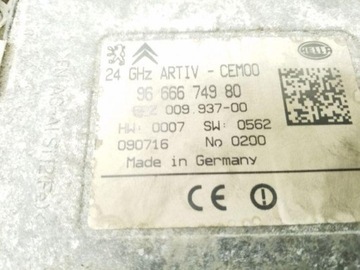 HELLA
24 GHz ARTIV - CEM00
96 666 749 80
009.937-00
HW: 0007 SW: 0562
090716 No 0200
Made in Germany
CE